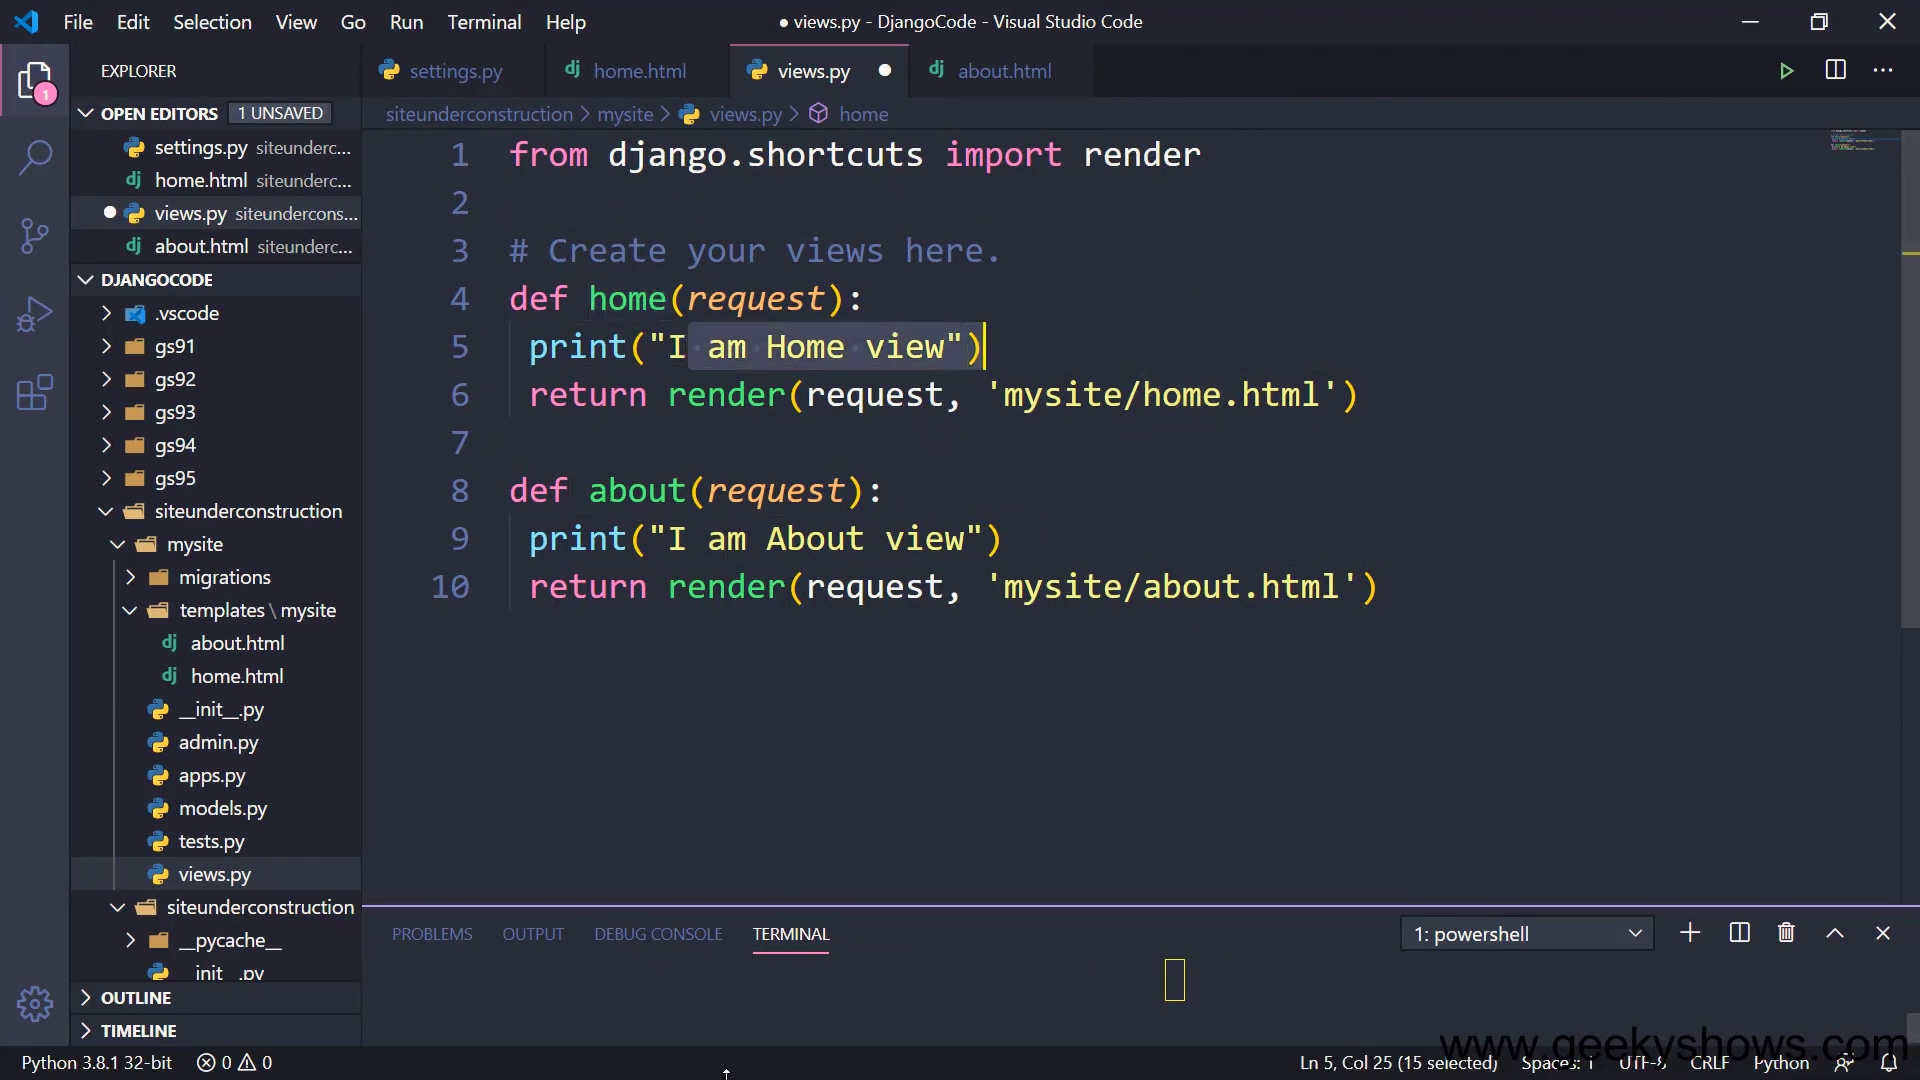 File Edit Selection View Go Run Terminal Help
● views.py - DjangoCode - Visual Studio Code
EXPLORER
1
OPEN EDITORS 1 UNSAVED
settings.py siteunderc...
home.html siteunderc...
views.py siteundercons...
about.html siteunderc...
DJANGOCODE
.vscode
gs91
gs92
gs93
gs94
gs95
siteunderconstruction
mysite
migrations
templates \ mysite
about.html
home.html
__init__.py
admin.py
apps.py
models.py
tests.py
views.py
siteunderconstruction
__pycache__
__init__.py
OUTLINE
TIMELINE
settings.py home.html views.py about.html
siteunderconstruction > mysite > views.py > home
1 from django.shortcuts import render
2
3 # Create your views here.
4 def home(request):
5 print("I am Home view")
6 return render(request, 'mysite/home.html')
7
8 def about(request):
9 print("I am About view")
10 return render(request, 'mysite/about.html')
PROBLEMS OUTPUT DEBUG CONSOLE TERMINAL
1: powershell
www.geekyshows.com
Python 3.8.1 32-bit 0 0
Ln 5, Col 25 (15 selected) Spaces: 1 UTF-8 CRLF Python